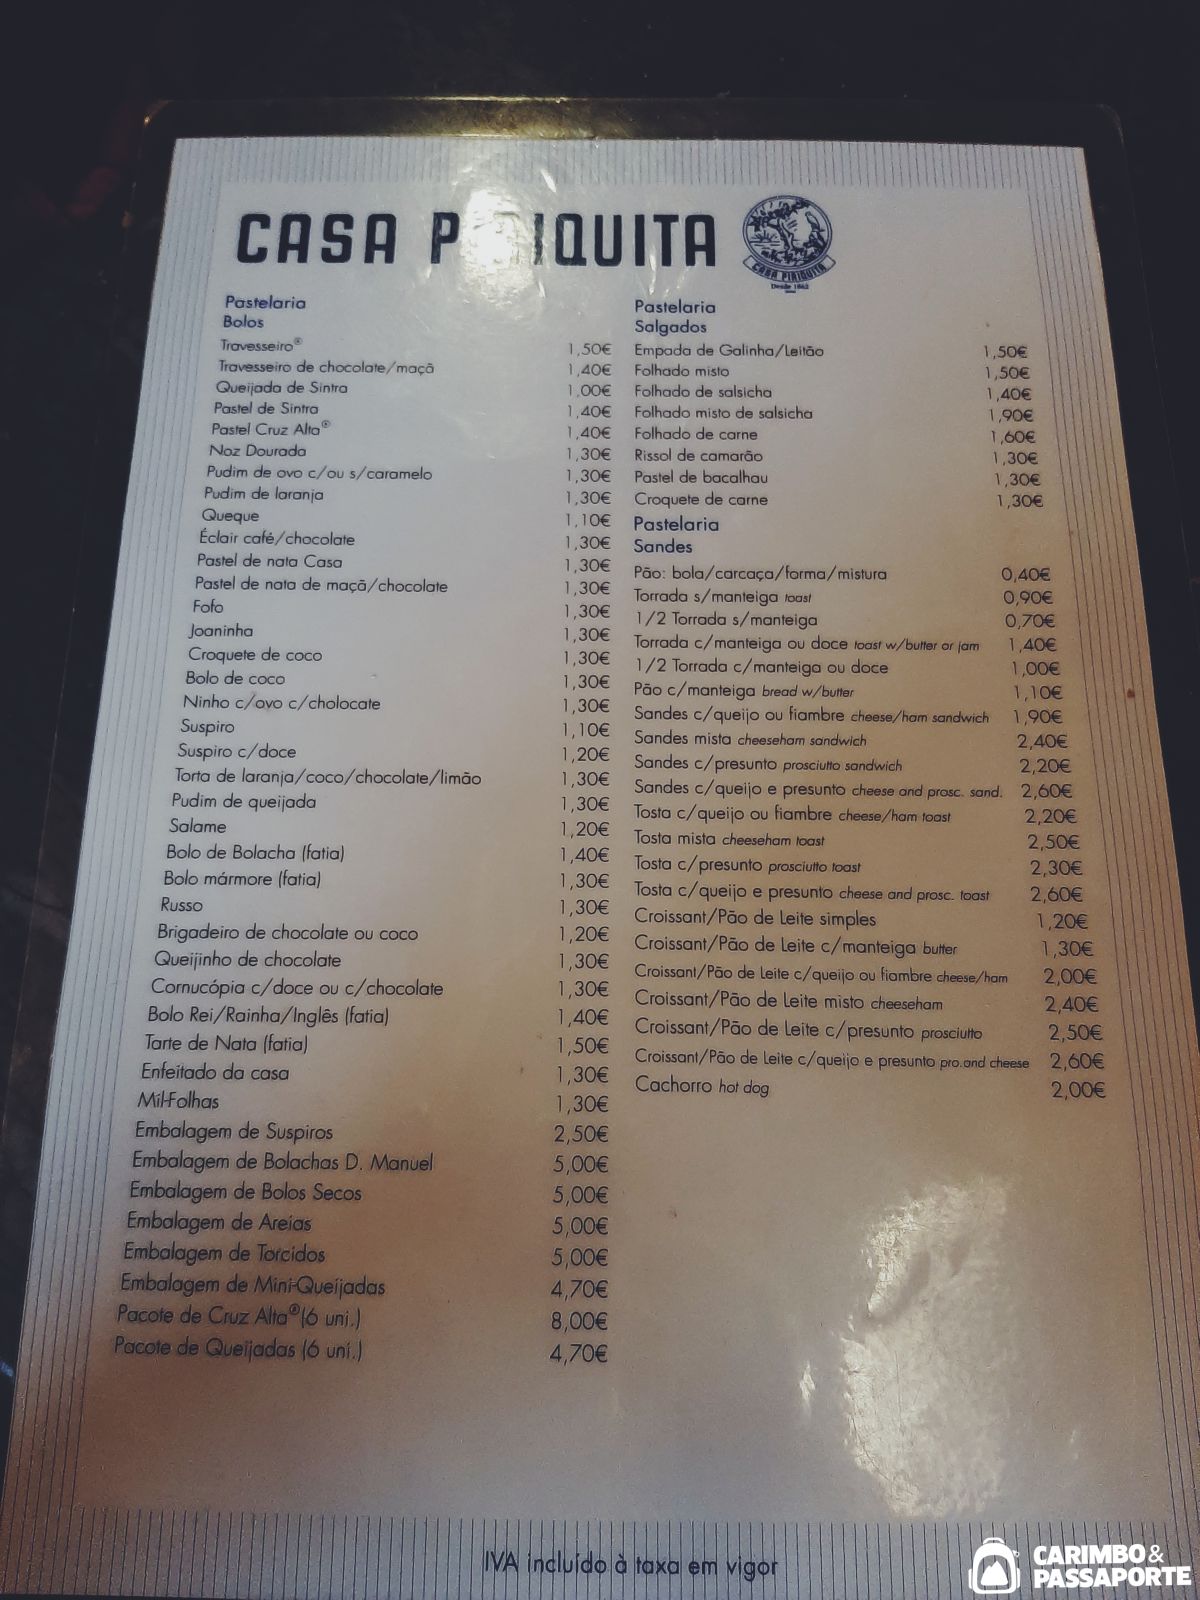 CASA PIRIQUITA
CASA PIRIQUITA
Desde 1862
Pastelaria
Bolos
Travesseiro® 1,50€
Travesseiro de chocolate/maçã 1,40€
Queijada de Sintra 1,00€
Pastel de Sintra 1,40€
Pastel Cruz Alta® 1,40€
Noz Dourada 1,30€
Pudim de ovo c/ou s/caramelo 1,30€
Pudim de laranja 1,30€
Queque 1,10€
Éclair café/chocolate 1,30€
Pastel de nata Casa 1,30€
Pastel de nata de maçã/chocolate 1,30€
Fofo 1,30€
Joaninha 1,30€
Croquete de coco 1,30€
Bolo de coco 1,30€
Ninho c/ovo c/cholocate 1,30€
Suspiro 1,10€
Suspiro c/doce 1,20€
Torta de laranja/coco/chocolate/limão 1,30€
Pudim de queijada 1,30€
Salame 1,20€
Bolo de Bolacha (fatia) 1,40€
Bolo mármore (fatia) 1,30€
Russo 1,30€
Brigadeiro de chocolate ou coco 1,20€
Queijinho de chocolate 1,30€
Cornucópia c/doce ou c/chocolate 1,30€
Bolo Rei/Rainha/Inglês (fatia) 1,40€
Tarte de Nata (fatia) 1,50€
Enfeitado da casa 1,30€
Mil-Folhas 1,30€
Embalagem de Suspiros 2,50€
Embalagem de Bolachas D. Manuel 5,00€
Embalagem de Bolos Secos 5,00€
Embalagem de Areias 5,00€
Embalagem de Torcidos 5,00€
Embalagem de Mini-Queijadas 4,70€
Pacote de Cruz Alta® (6 uni.) 8,00€
Pacote de Queijadas (6 uni.) 4,70€
Pastelaria
Salgados
Empada de Galinha/Leitão 1,50€
Folhado misto 1,50€
Folhado de salsicha 1,40€
Folhado misto de salsicha 1,90€
Folhado de carne 1,60€
Rissol de camarão 1,30€
Pastel de bacalhau 1,30€
Croquete de carne 1,30€
Pastelaria
Sandes
Pão: bola/carcaça/forma/mistura 0,40€
Torrada s/manteiga toast 0,90€
1/2 Torrada s/manteiga 0,70€
Torrada c/manteiga ou doce toast w/butter or jam 1,40€
1/2 Torrada c/manteiga ou doce 1,00€
Pão c/manteiga bread w/butter 1,10€
Sandes c/queijo ou fiambre cheese/ham sandwich 1,90€
Sandes mista cheeseham sandwich 2,40€
Sandes c/presunto prosciutto sandwich 2,20€
Sandes c/queijo e presunto cheese and prosc. sand. 2,60€
Tosta c/queijo ou fiambre cheese/ham toast 2,20€
Tosta mista cheeseham toast 2,50€
Tosta c/presunto prosciutto toast 2,30€
Tosta c/queijo e presunto cheese and prosc. toast 2,60€
Croissant/Pão de Leite simples 1,20€
Croissant/Pão de Leite c/manteiga butter 1,30€
Croissant/Pão de Leite c/queijo ou fiambre cheese/ham 2,00€
Croissant/Pão de Leite misto cheeseham 2,40€
Croissant/Pão de Leite c/presunto prosciutto 2,50€
Croissant/Pão de Leite c/queijo e presunto pro.and cheese 2,60€
Cachorro hot dog 2,00€
IVA incluído à taxa em vigor
CARIMBO &
PASSAPORTE